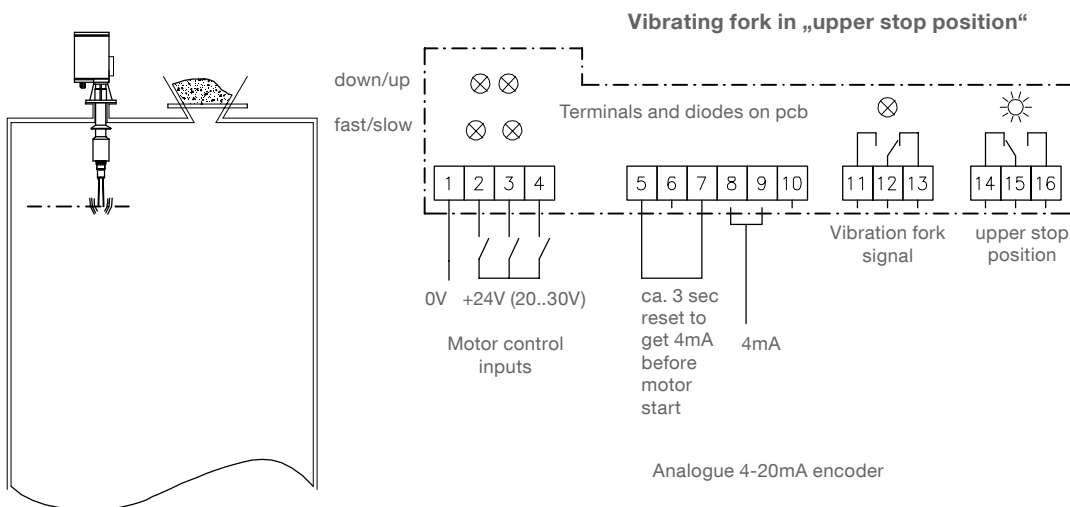 Vibrating fork in „upper stop position“
down/up
fast/slow
Terminals and diodes on pcb
1 2 3 4
5 6 7 8 9 10
11 12 13
14 15 16
Vibration fork
signal
upper stop
position
0V +24V (20..30V)
Motor control
inputs
ca. 3 sec
reset to
get 4mA
before
motor
start
4mA
Analogue 4-20mA encoder